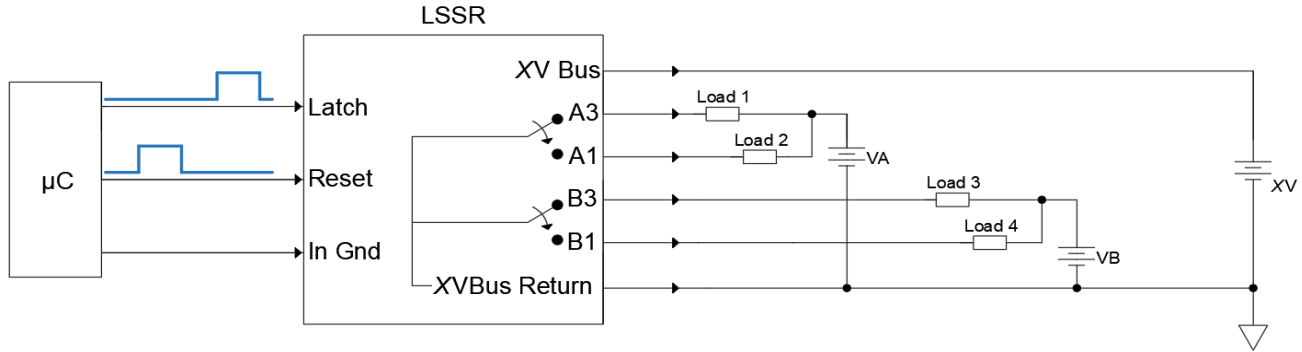 LSSR
XV Bus
A3
Load 1
Latch
Load 2
A1
VA
µC
Reset
XV
B3
Load 3
B1
Load 4
In Gnd
VB
XVBus Return